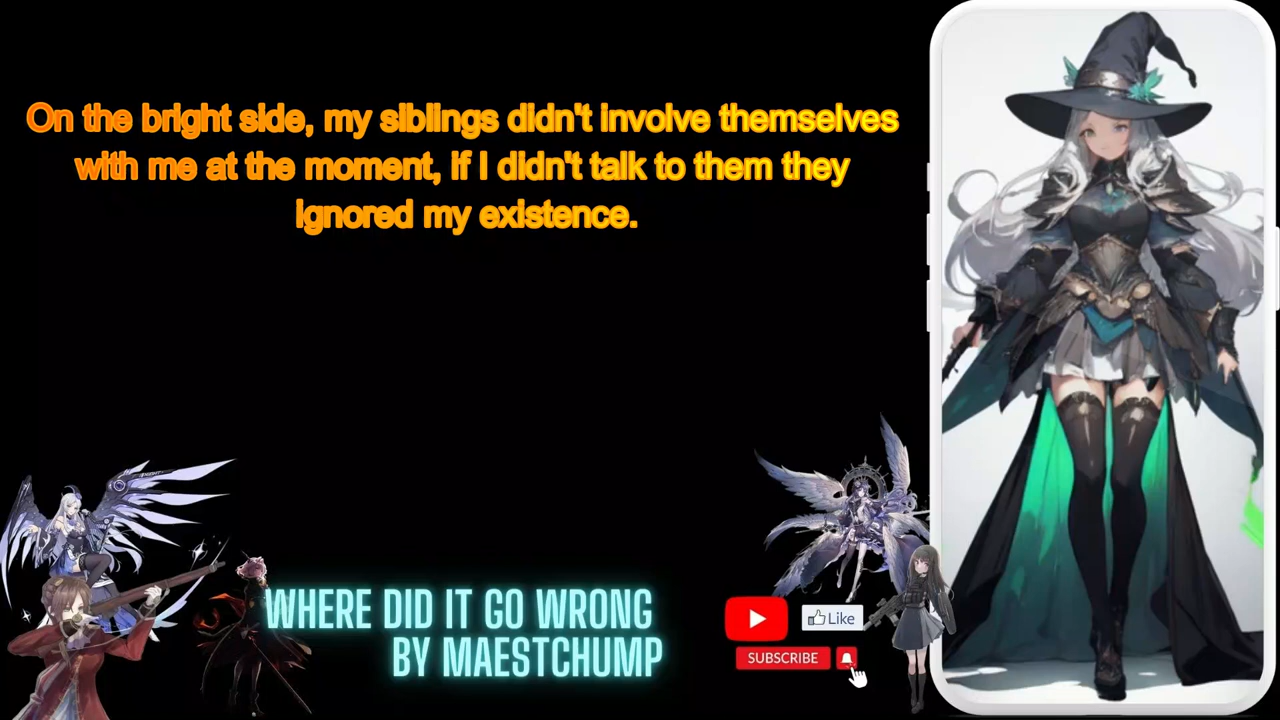 On the bright side, my siblings didn't involve themselves
with me at the moment, if I didn't talk to them they
ignored my existence.
WHERE DID IT GO WRONG
BY MAESTCHUMP
Like
SUBSCRIBE